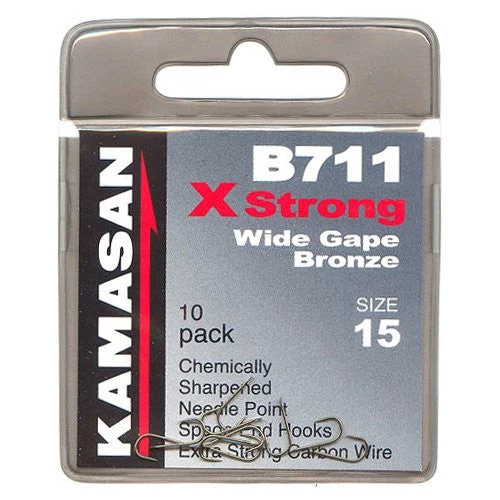 KAMASAN
B711
X Strong
Wide Gape
Bronze
SIZE
15
10
pack
Chemically
Sharpened
Needle Point
Spade End Hooks
Extra Strong Carbon Wire